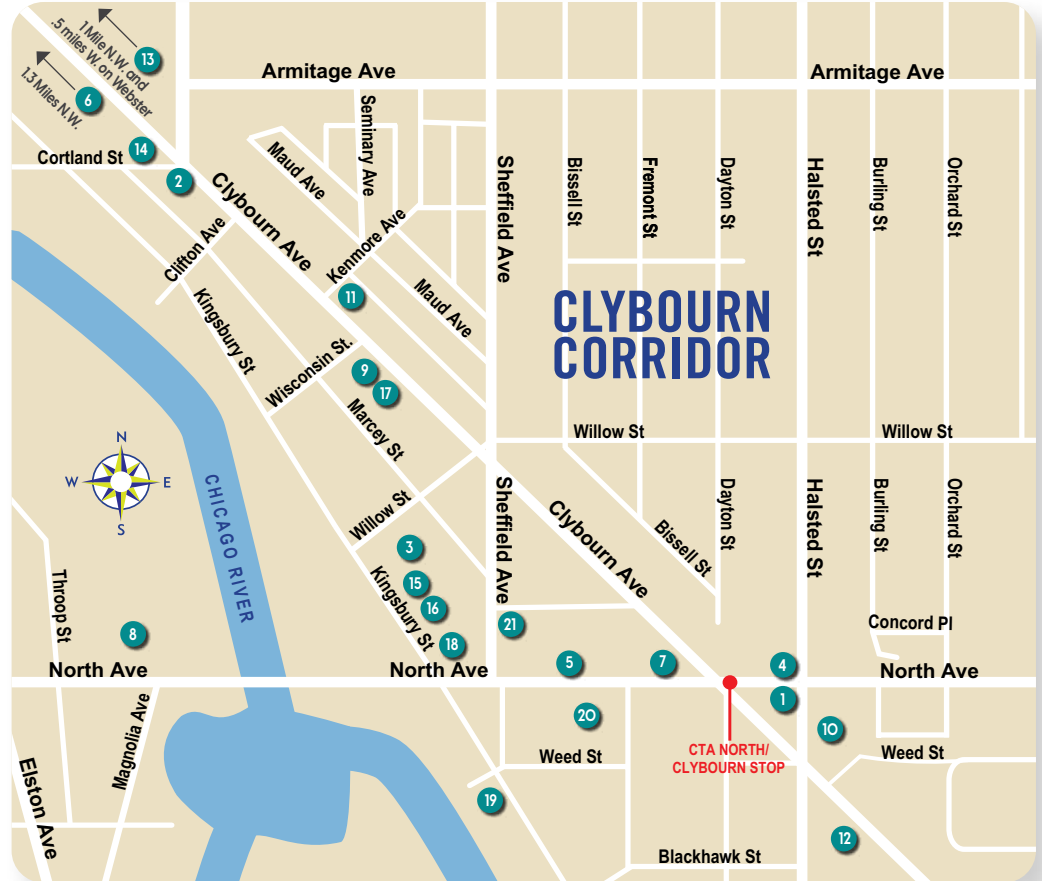 1 Mile N.W. and
.5 miles W. on Webster
13
1.3 Miles N.W.
6
Armitage Ave
Armitage Ave
Seminary Ave
14
Cortland St
2
Maud Ave
Clybourn Ave
Sheffield Ave
Bissell St
Fremont St
Dayton St
Halsted St
Burling St
Orchard St
Clifton Ave
Kenmore Ave
11
Maud Ave
CLYBOURN
CORRIDOR
Kingsbury St
Wisconsin St.
9
17
Marcey St
Willow St
Willow St
N
W
E
S
CHICAGO RIVER
Willow St
Sheffield Ave
Clybourn Ave
Bissell St
Dayton St
Halsted St
Burling St
Orchard St
3
15
16
18
Kingsbury St
Throop St
8
21
5
7
4
Concord Pl
North Ave
North Ave
North Ave
1
20
10
CTA NORTH/
CLYBOURN STOP
Magnolia Ave
Weed St
Weed St
Elston Ave
19
12
Blackhawk St